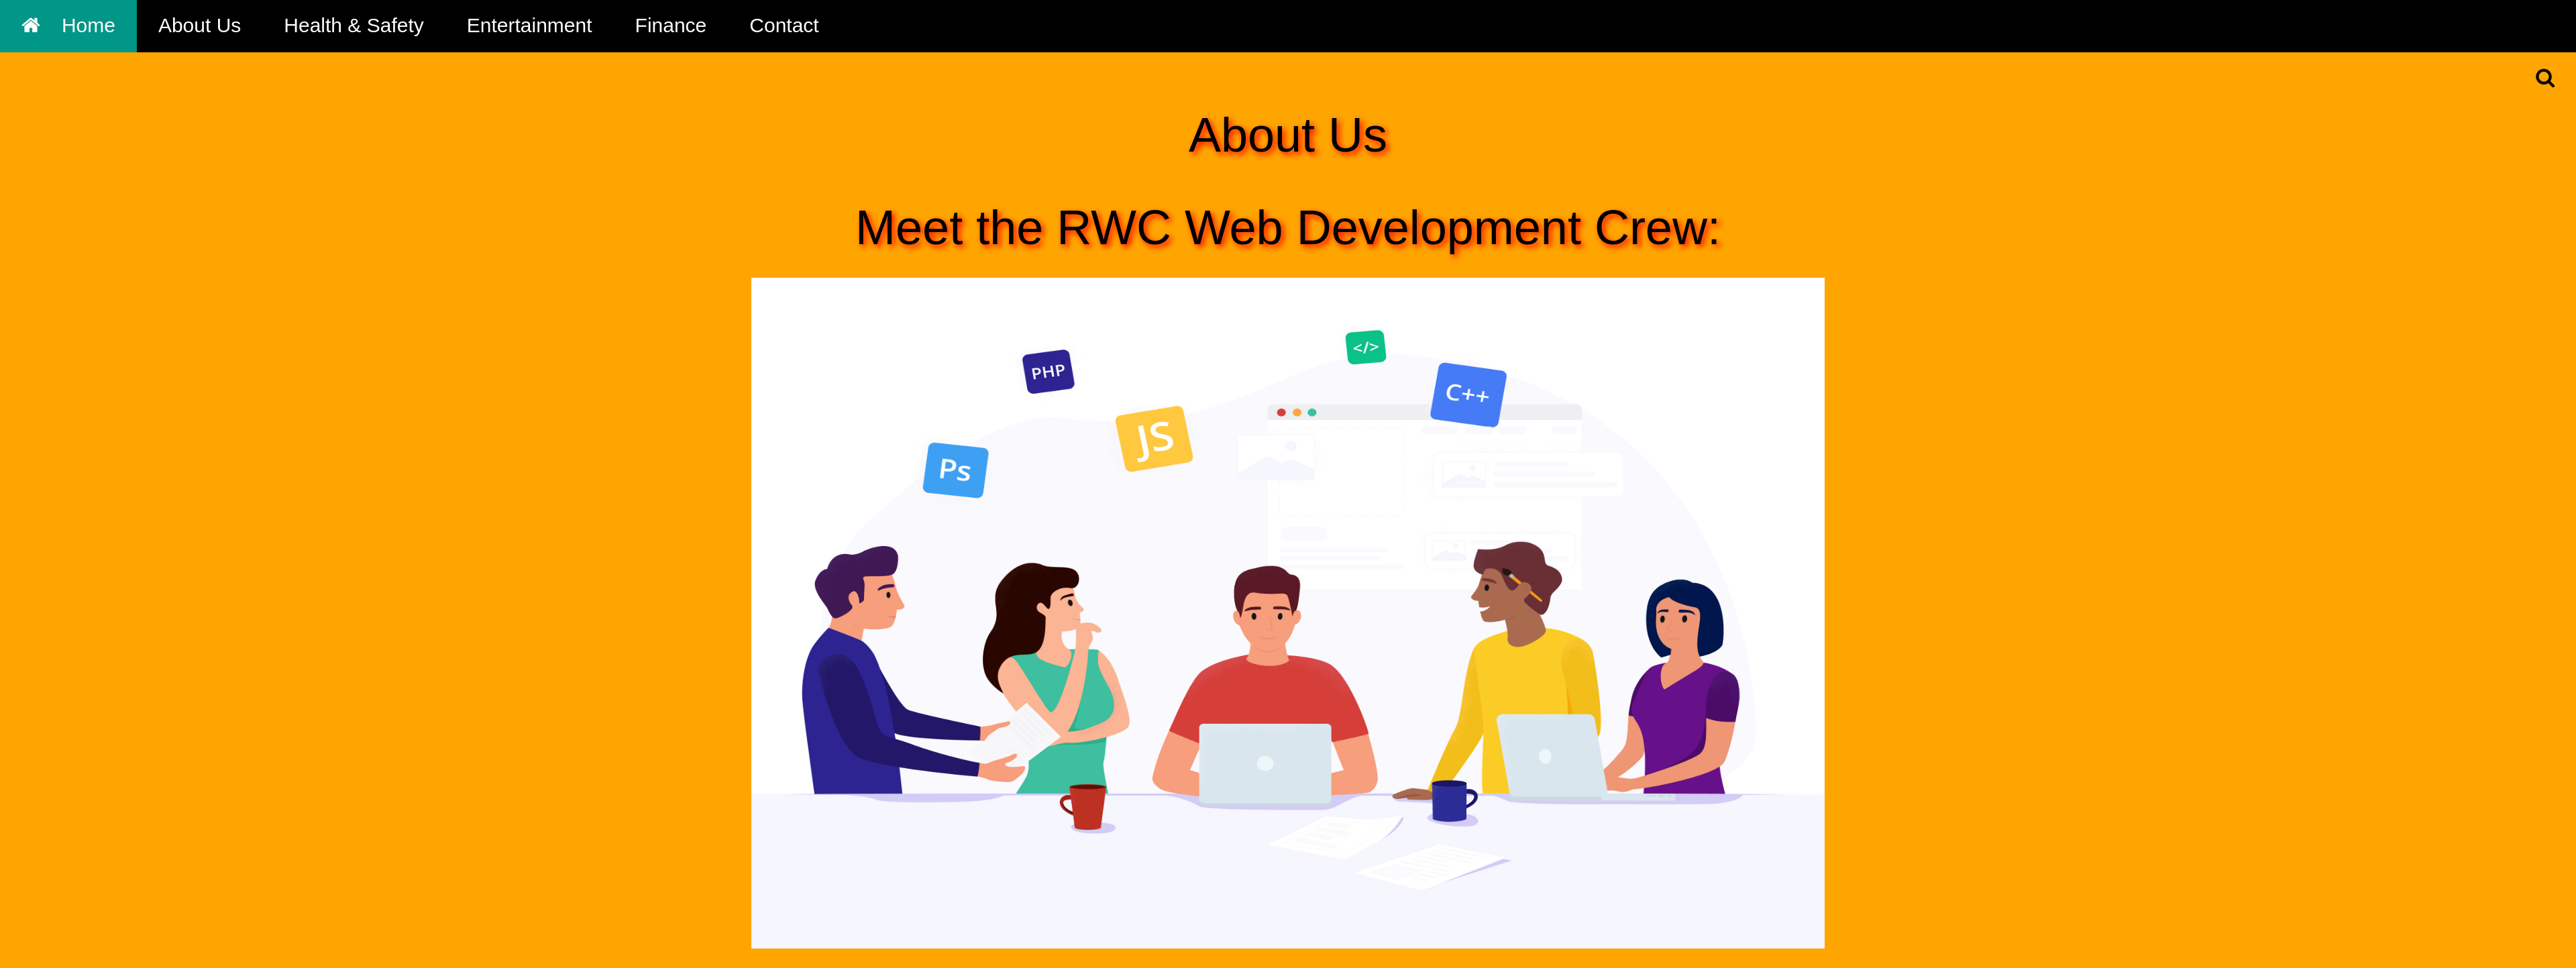 Home About Us Health & Safety Entertainment Finance Contact
About Us
Meet the RWC Web Development Crew:
</>
PHP
C++
JS
Ps